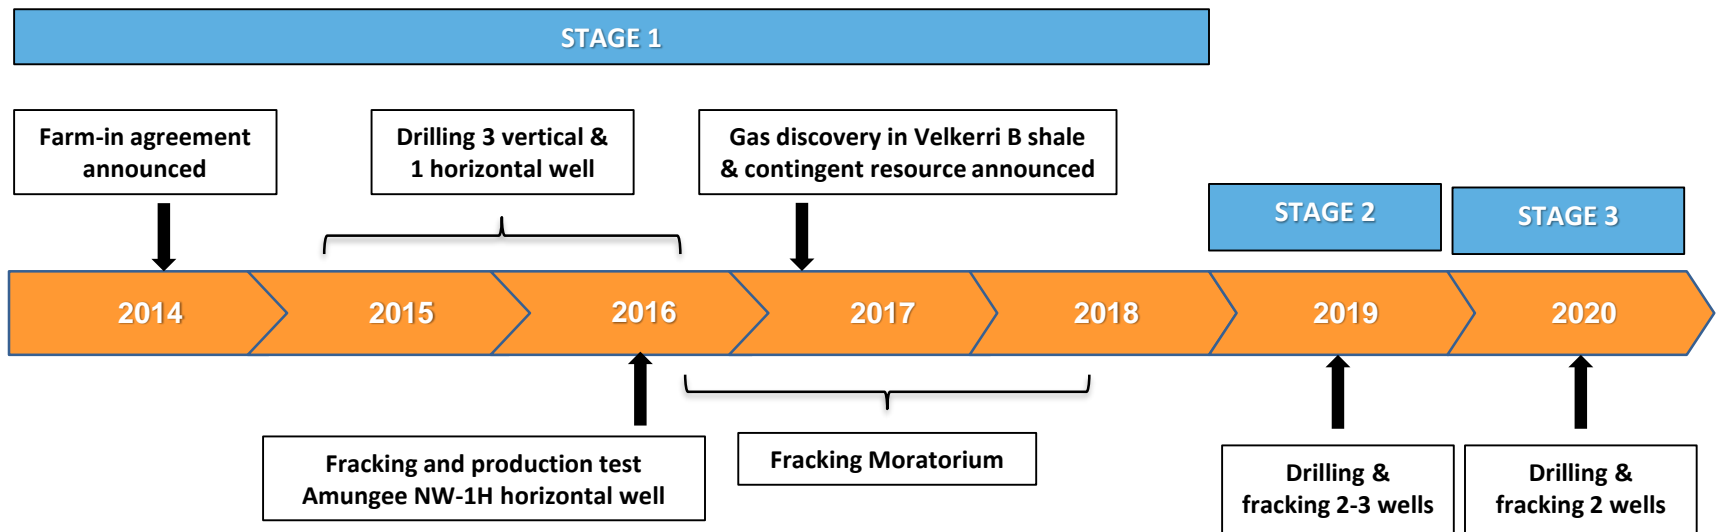 STAGE 1
Farm-in agreement
announced
Drilling 3 vertical &
1 horizontal well
Gas discovery in Velkerri B shale
& contingent resource announced
STAGE 2
STAGE 3
2014
2015
2016
2017
2018
2019
2020
Fracking and production test
Amungee NW-1H horizontal well
Fracking Moratorium
Drilling &
fracking 2-3 wells
Drilling &
fracking 2 wells